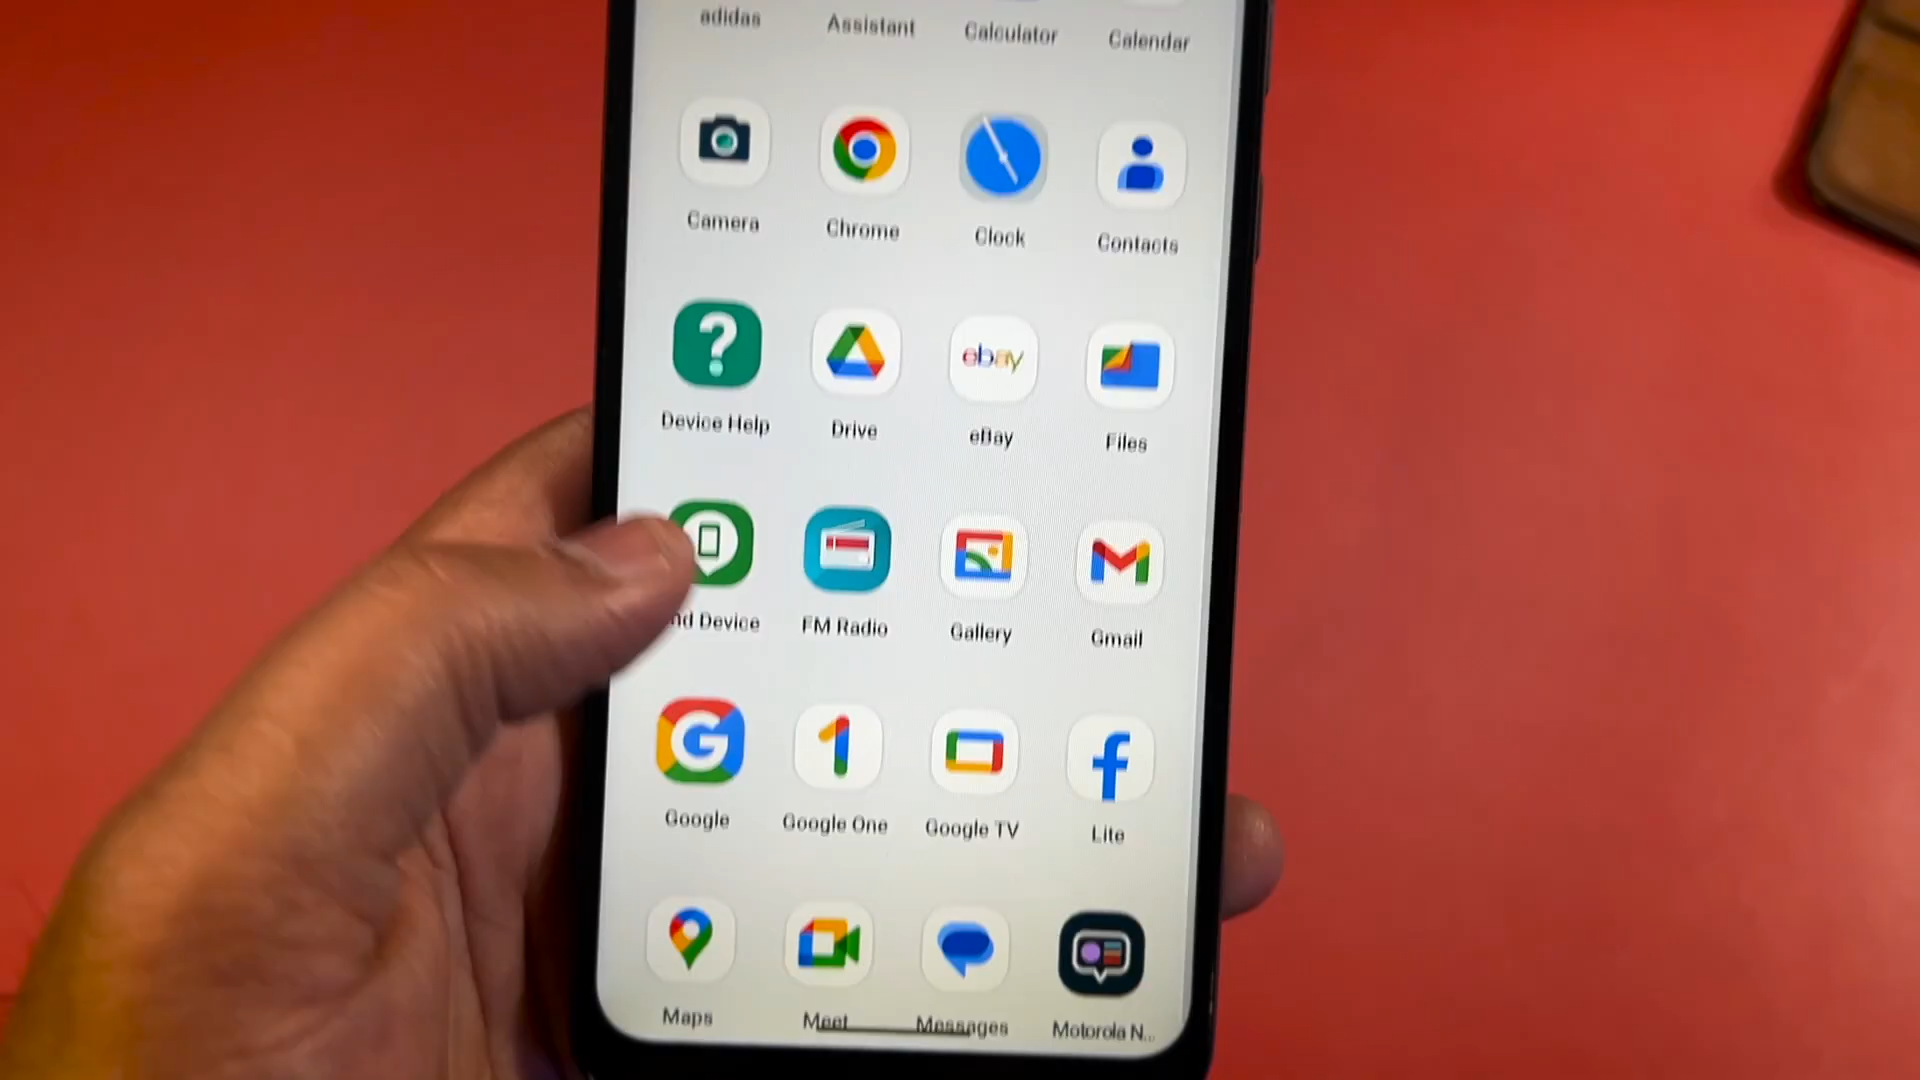 adidas Assistant Calculator Calendar
Camera Chrome Clock Contacts
?
ebay
Device Help Drive eBay Files
nd Device FM Radio Gallery Gmail
G 1 f
Google Google One Google TV Lite
Maps Meet Messages Motorola N...